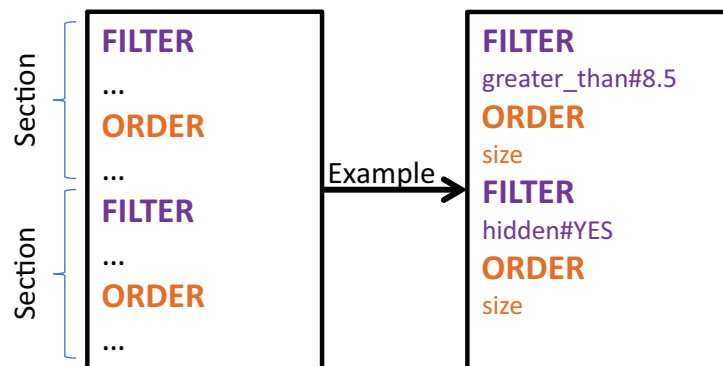 Section
Section
FILTER
...
ORDER
...
FILTER
...
ORDER
...
Example
FILTER
greater_than#8.5
ORDER
size
FILTER
hidden#YES
ORDER
size